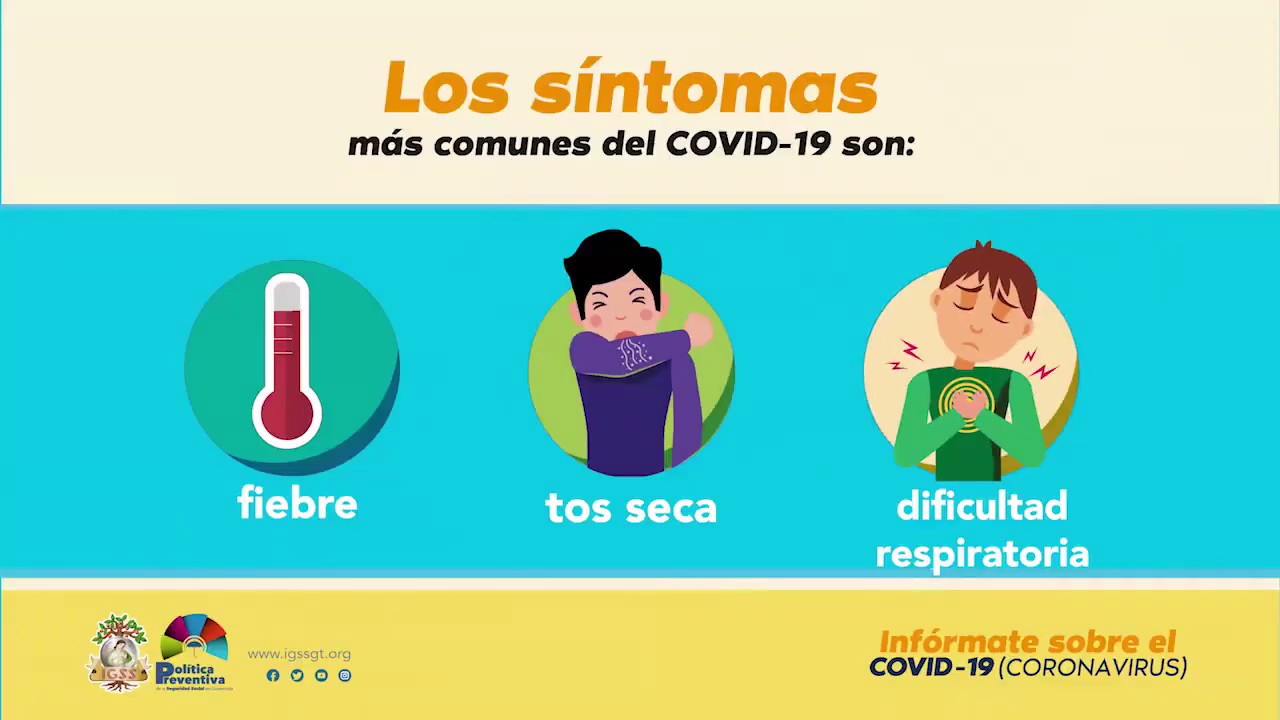 Los síntomas
más comunes del COVID-19 son:
fiebre
tos seca
dificultad
respiratoria
IGSS
Política
Preventiva
de la Seguridad Social en Guatemala
www.igssgt.org
Infórmate sobre el
COVID-19 (CORONAVIRUS)